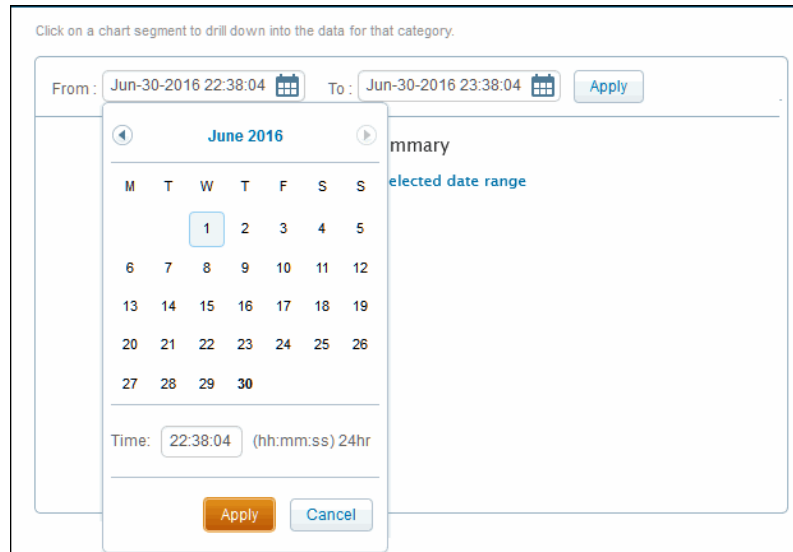 Click on a chart segment to drill down into the data for that category.
From : Jun-30-2016 22:38:04 To : Jun-30-2016 23:38:04 Apply
June 2016
mmary
elected date range
M T W T F S S
1 2 3 4 5
6 7 8 9 10 11 12
13 14 15 16 17 18 19
20 21 22 23 24 25 26
27 28 29 30
Time: 22:38:04 (hh:mm:ss) 24hr
Apply Cancel